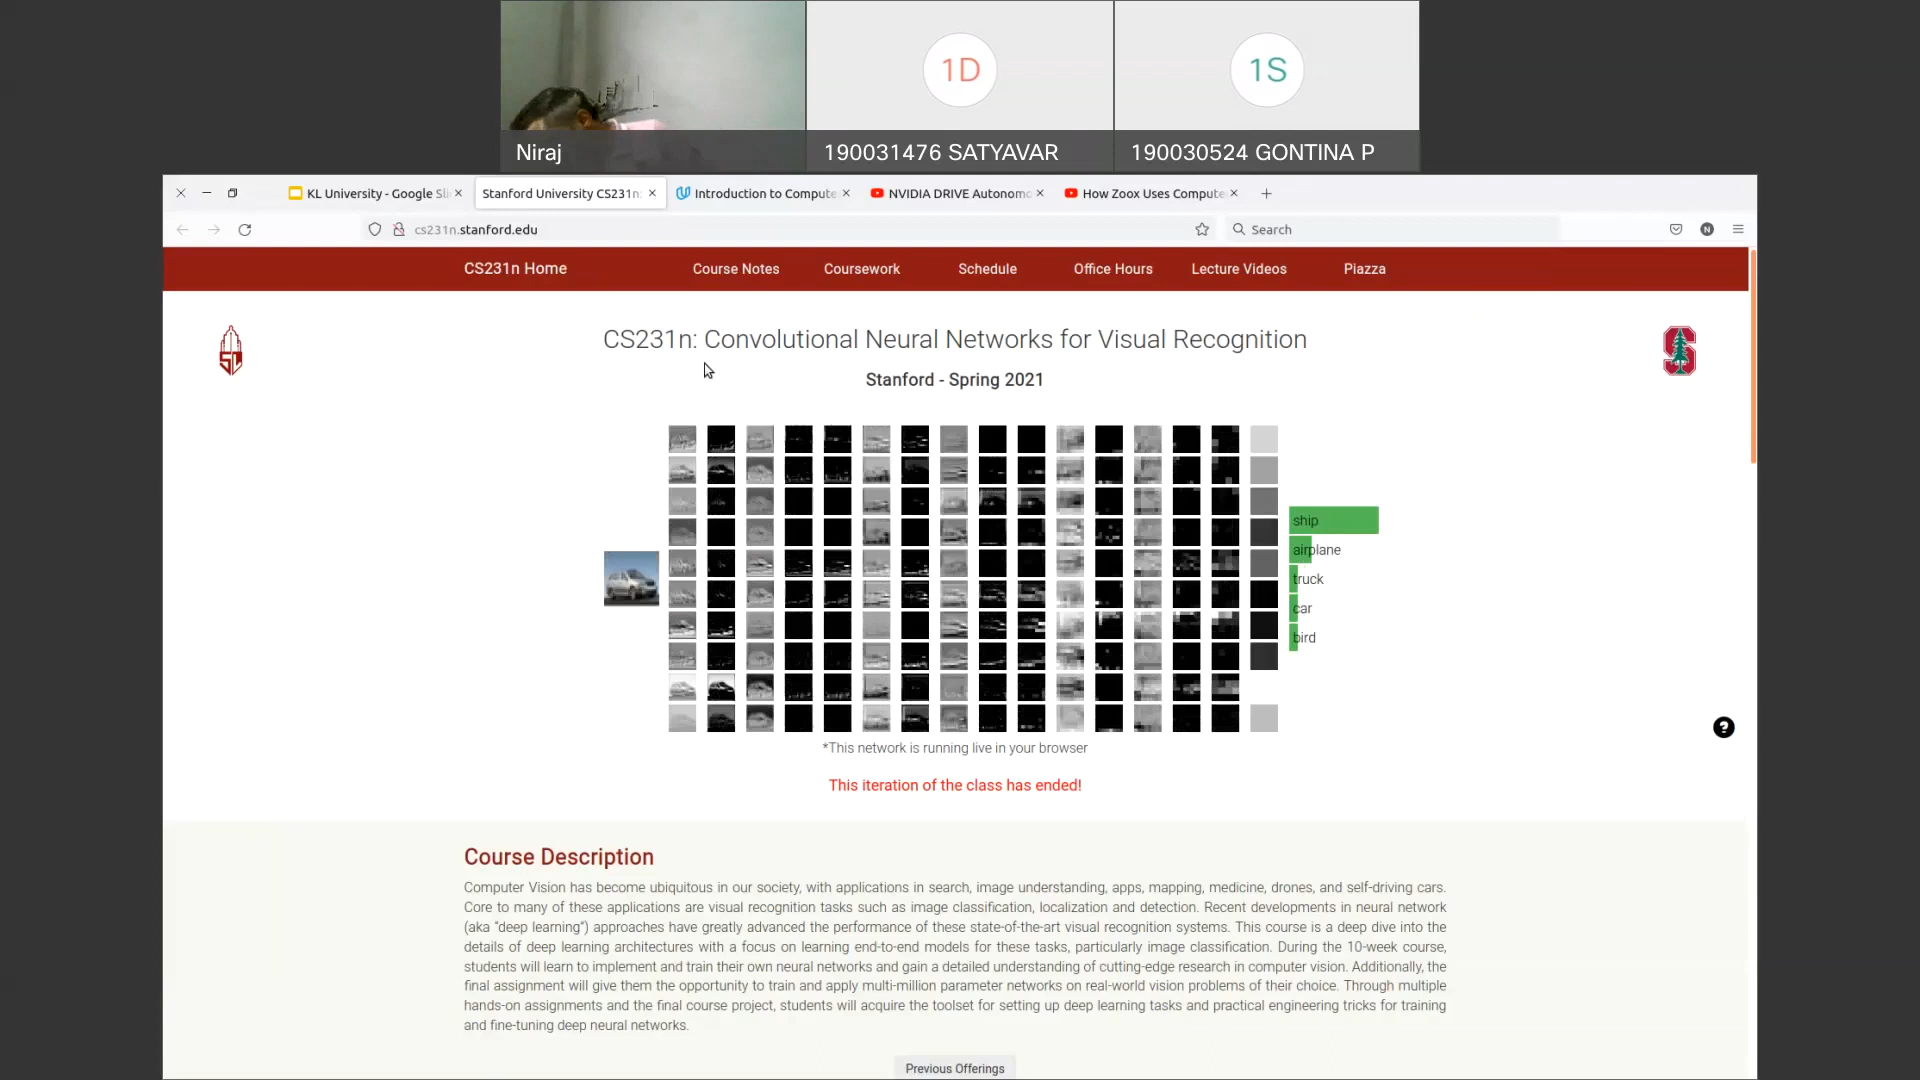 1D
1S
Niraj
190031476 SATYAVAR
190030524 GONTINA P
KL University - Google Sli
Stanford University CS231n:
Introduction to Compute
NVIDIA DRIVE Autonomo
How Zoox Uses Compute
cs231n.stanford.edu
Search
N
CS231n Home
Course Notes
Coursework
Schedule
Office Hours
Lecture Videos
Piazza
CS231n: Convolutional Neural Networks for Visual Recognition
Stanford - Spring 2021
ship
airplane
truck
car
bird
*This network is running live in your browser
This iteration of the class has ended!
Course Description
Computer Vision has become ubiquitous in our society, with applications in search, image understanding, apps, mapping, medicine, drones, and self-driving cars.
Core to many of these applications are visual recognition tasks such as image classification, localization and detection. Recent developments in neural network
(aka “deep learning”) approaches have greatly advanced the performance of these state-of-the-art visual recognition systems. This course is a deep dive into the
details of deep learning architectures with a focus on learning end-to-end models for these tasks, particularly image classification. During the 10-week course,
students will learn to implement and train their own neural networks and gain a detailed understanding of cutting-edge research in computer vision. Additionally, the
final assignment will give them the opportunity to train and apply multi-million parameter networks on real-world vision problems of their choice. Through multiple
hands-on assignments and the final course project, students will acquire the toolset for setting up deep learning tasks and practical engineering tricks for training
and fine-tuning deep neural networks.
Previous Offerings